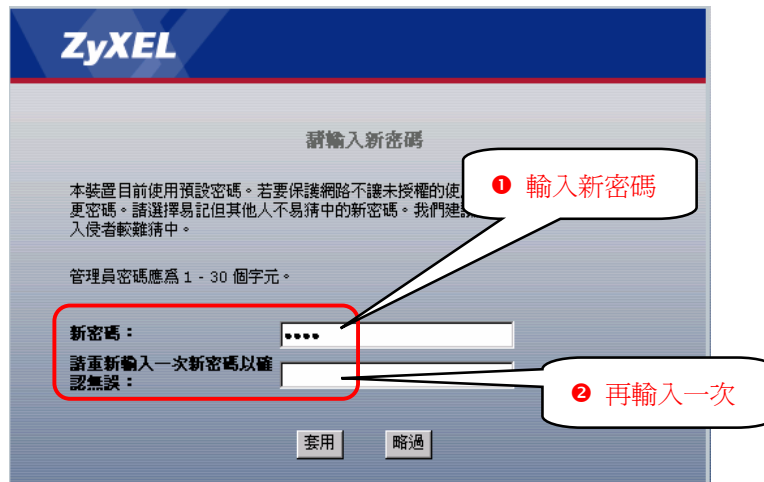 ZyXEL
請輸入新密碼
本裝置目前使用預設密碼。若要保護網路不讓未授權的使
更密碼。請選擇易記但其他人不易猜中的新密碼。我們建
入侵者較難猜中。
管理員密碼應為 1 - 30 個字元。
新密碼：
請重新輸入一次新密碼以確
認無誤：
套用 略過
❶ 輸入新密碼
❷ 再輸入一次